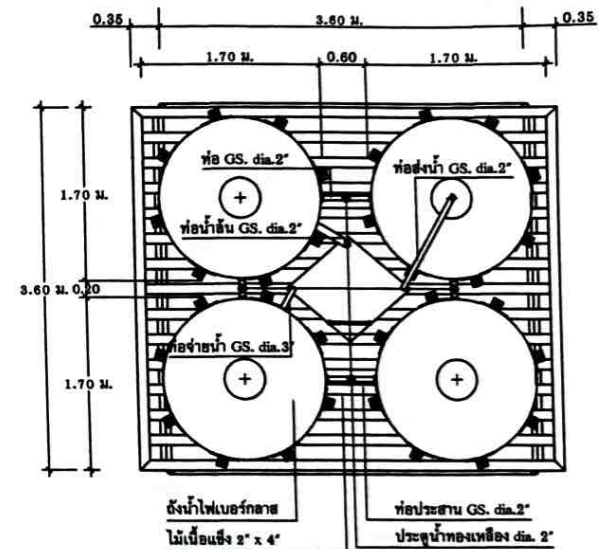 0.35 3.60 ม. 0.35
1.70 ม. 0.60 1.70 ม.
ท่อ GS. dia.2"
ท่อส่งน้ำ GS. dia.2"
1.70 ม.
ท่อน้ำล้น GS. dia.2"
3.60 ม. 0.20
ท่อจ่ายน้ำ GS. dia.3"
1.70 ม.
ถังน้ำไฟเบอร์กลาส
ท่อประสาน GS. dia.2"
ไม้เนื้อแข็ง 2" x 4"
ประตูน้ำทองเหลือง dia. 2"